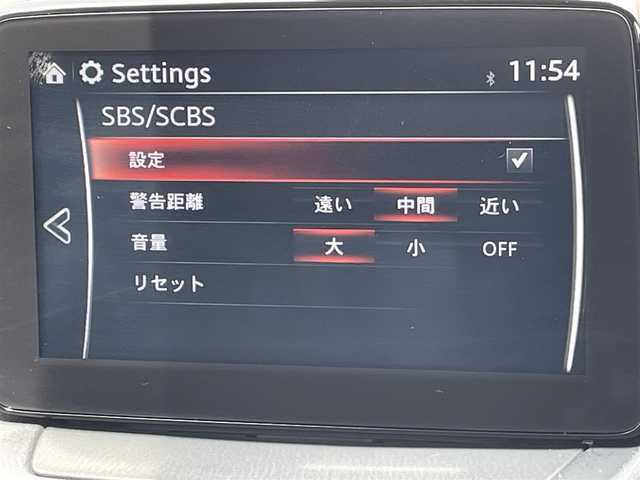 Settings 11:54
SBS/SCBS
設定
警告距離 遠い 中間 近い
音量 大 小 OFF
リセット